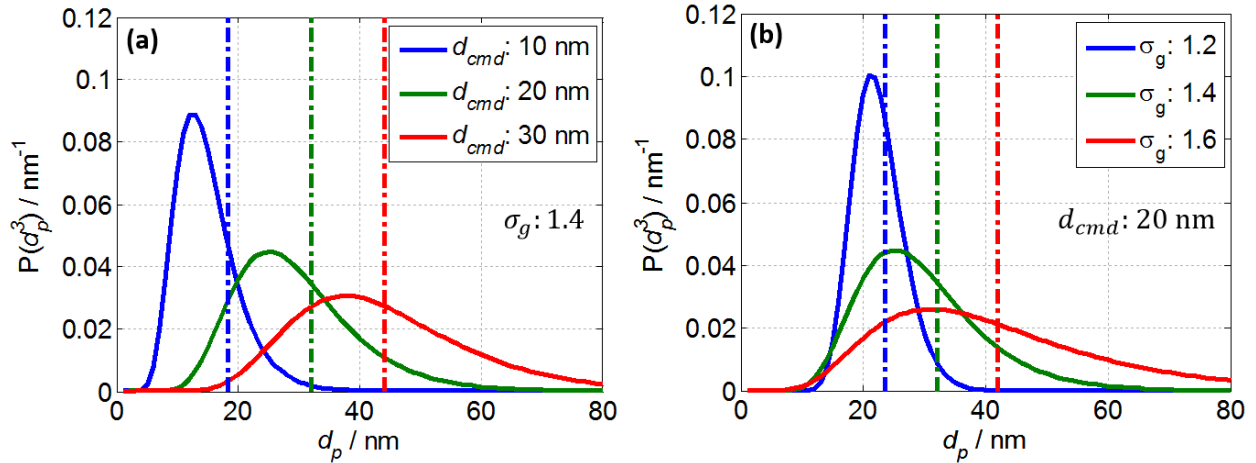 (a)
d_cmd: 10 nm
d_cmd: 20 nm
d_cmd: 30 nm
σ_g: 1.4
P(d_p^3) / nm^-1
0.12
0.1
0.08
0.06
0.04
0.02
0
0 20 40 60 80
d_p / nm
(b)
σ_g: 1.2
σ_g: 1.4
σ_g: 1.6
d_cmd: 20 nm
P(d_p^3) / nm^-1
0.12
0.1
0.08
0.06
0.04
0.02
0
0 20 40 60 80
d_p / nm